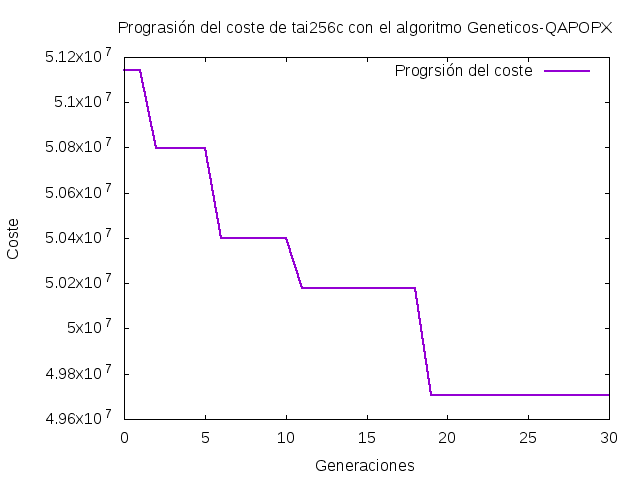 Prograsión del coste de tai256c con el algoritmo Geneticos-QAPOPX
Progrsión del coste
5.12x10^7
5.1x10^7
5.08x10^7
5.06x10^7
5.04x10^7
5.02x10^7
5x10^7
4.98x10^7
4.96x10^7
Coste
0 5 10 15 20 25 30
Generaciones